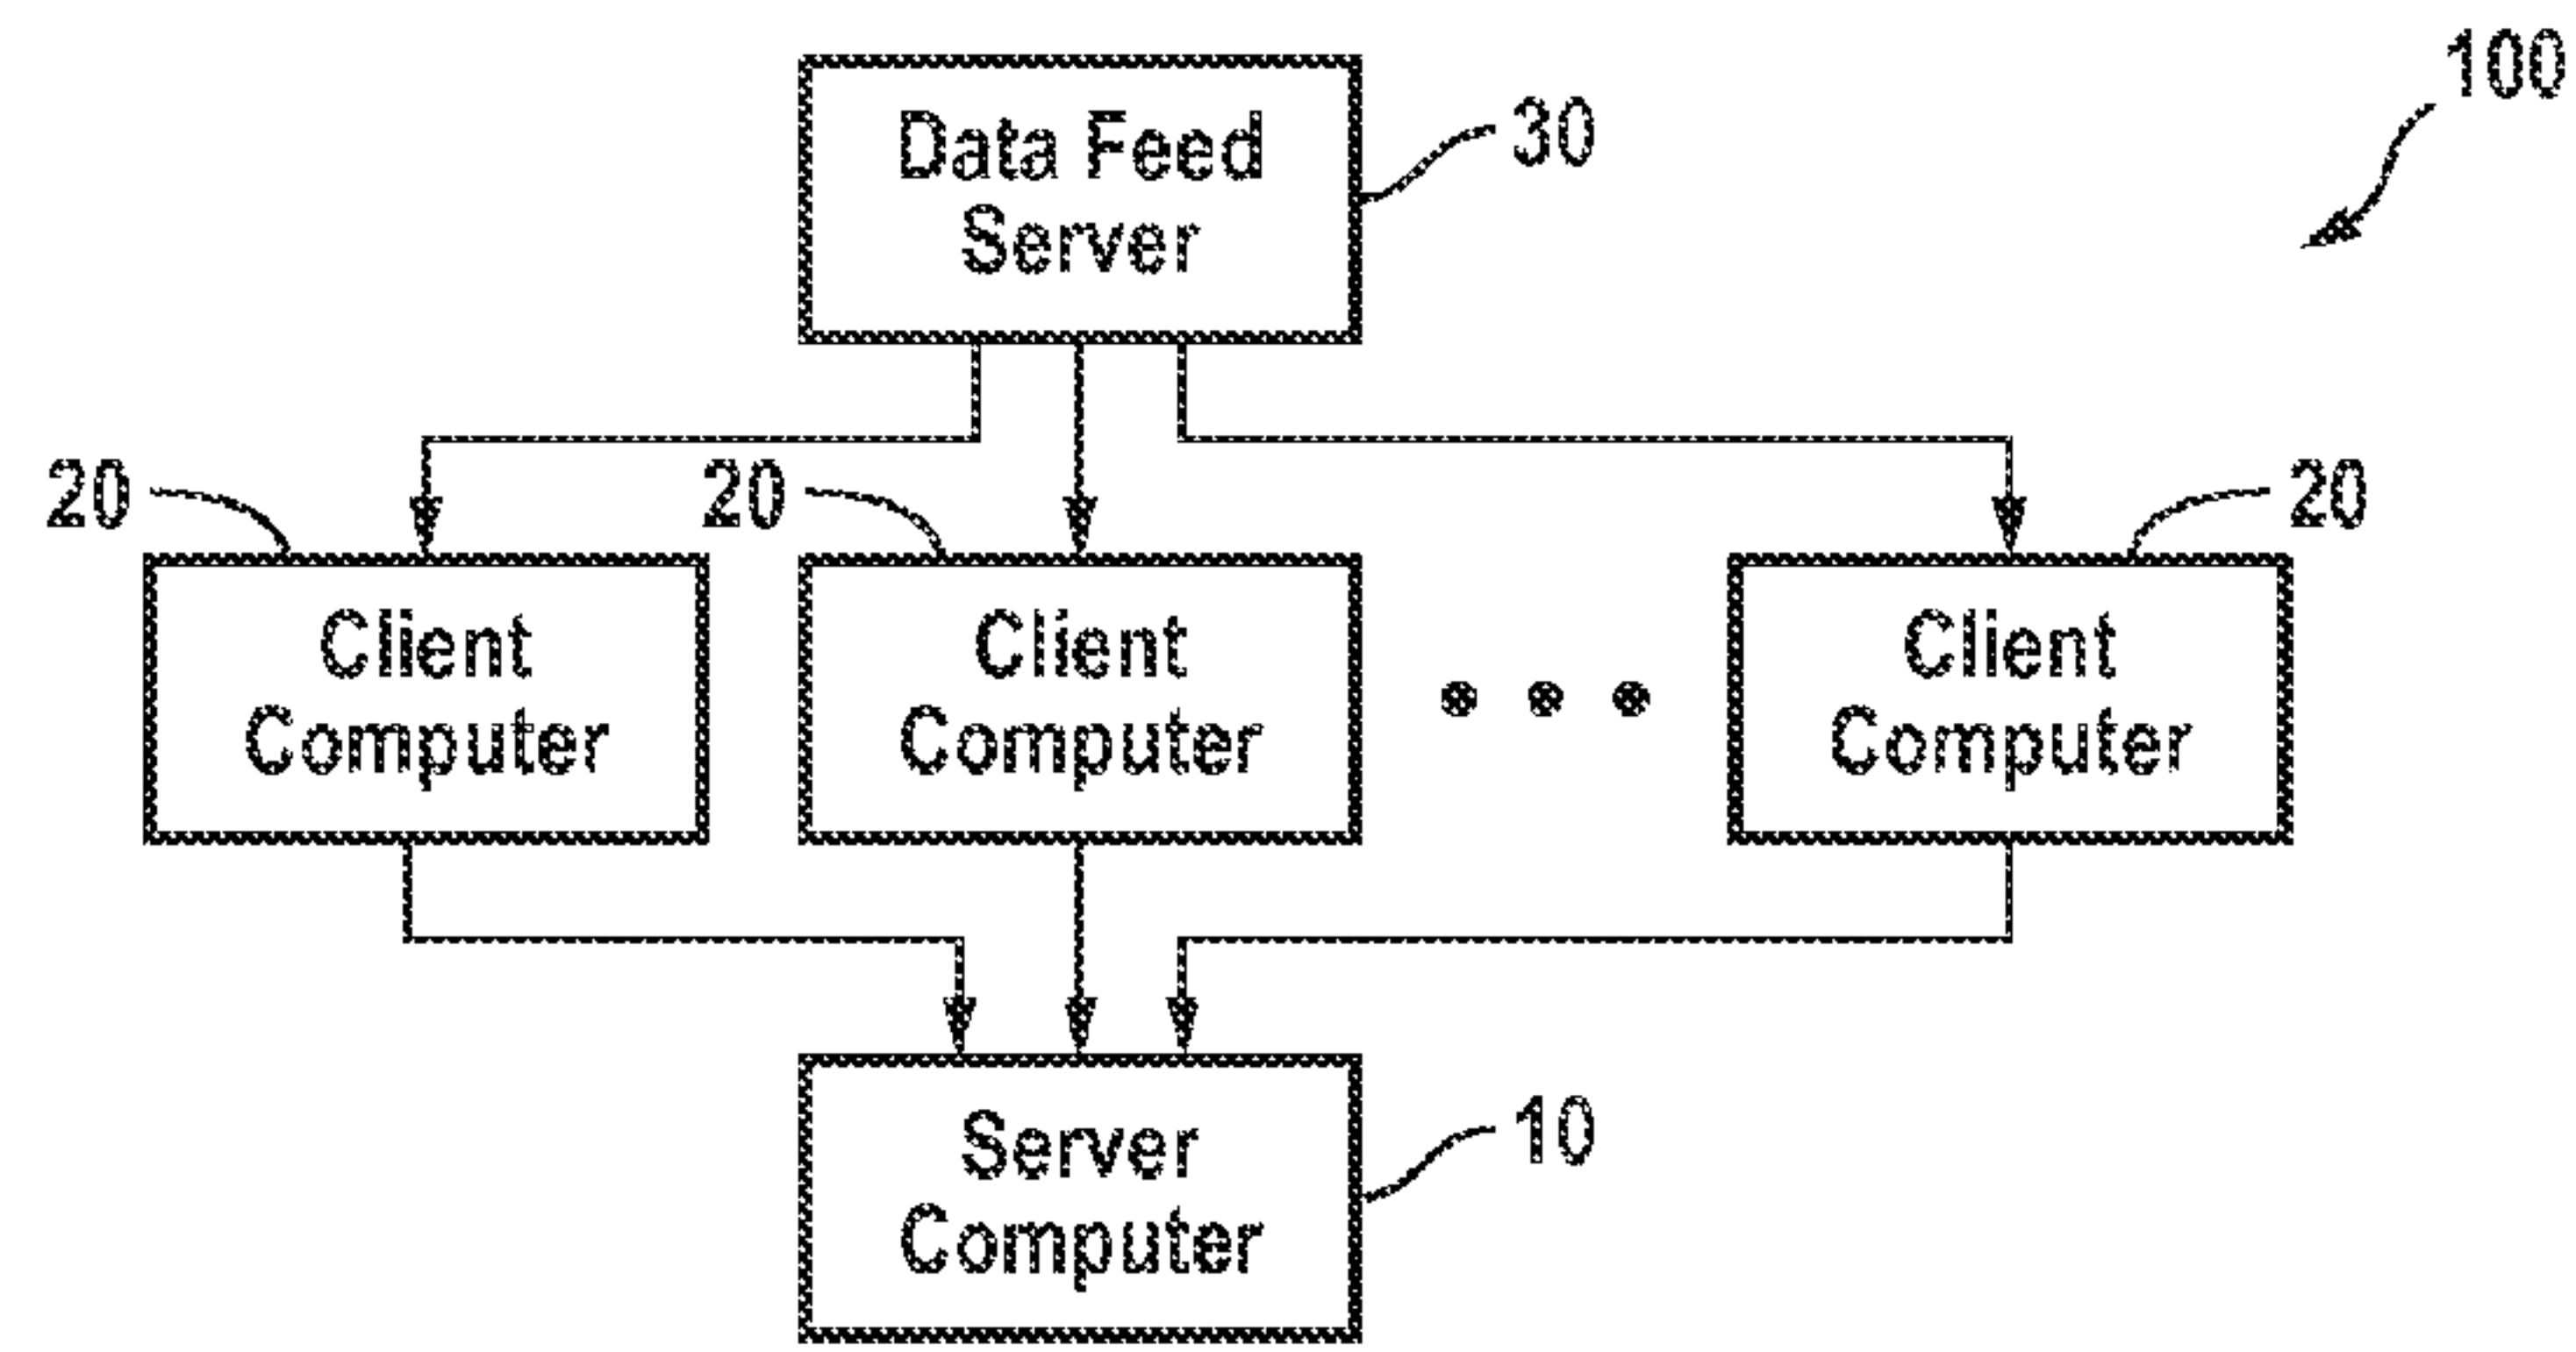 100
Data Feed
Server
30
20
20
20
Client
Computer
Client
Computer
Client
Computer
Server
Computer
10